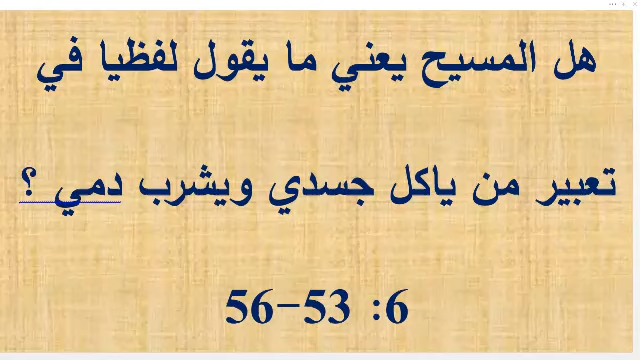 هل المسيح يعني ما يقول لفظيا في
تعبير من ياكل جسدي ويشرب دمي ؟
6: 53-56